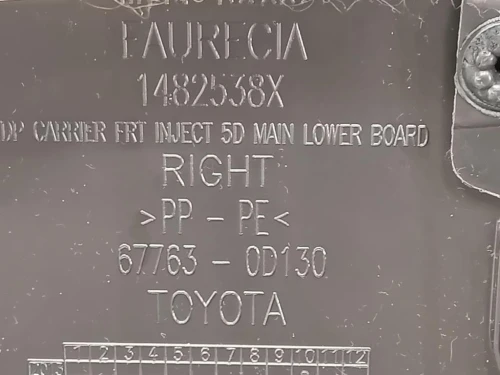 FAURECIA
1482538X
DP CARRIER FRT INJECT 5D MAIN LOWER BOARD
RIGHT
>PP - PE<
67763 - 0D130
TOYOTA
1 2 3 4 5 6 7 8 9 10 11 12